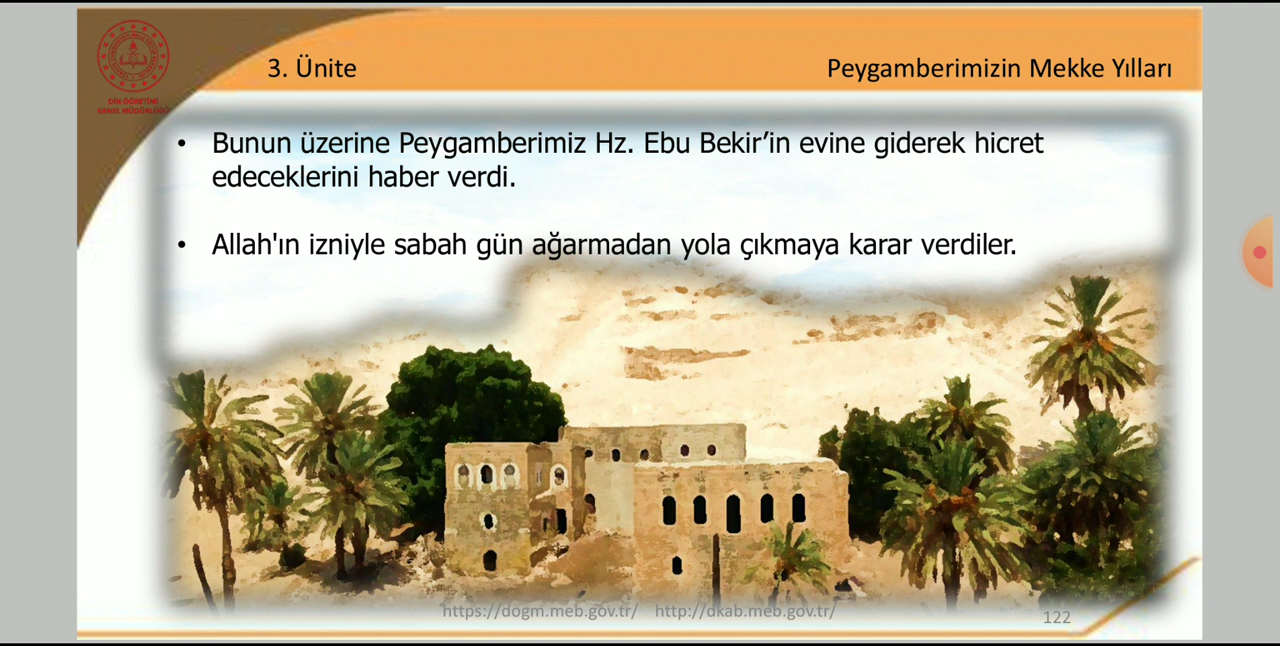 3. Ünite
Peygamberimizin Mekke Yılları
DİN ÖĞRETİMİ
GENEL MÜDÜRLÜĞÜ
• Bunun üzerine Peygamberimiz Hz. Ebu Bekir’in evine giderek hicret
edeceklerini haber verdi.
• Allah'ın izniyle sabah gün ağarmadan yola çıkmaya karar verdiler.
https://dogm.meb.gov.tr/ http://dkab.meb.gov.tr/
122